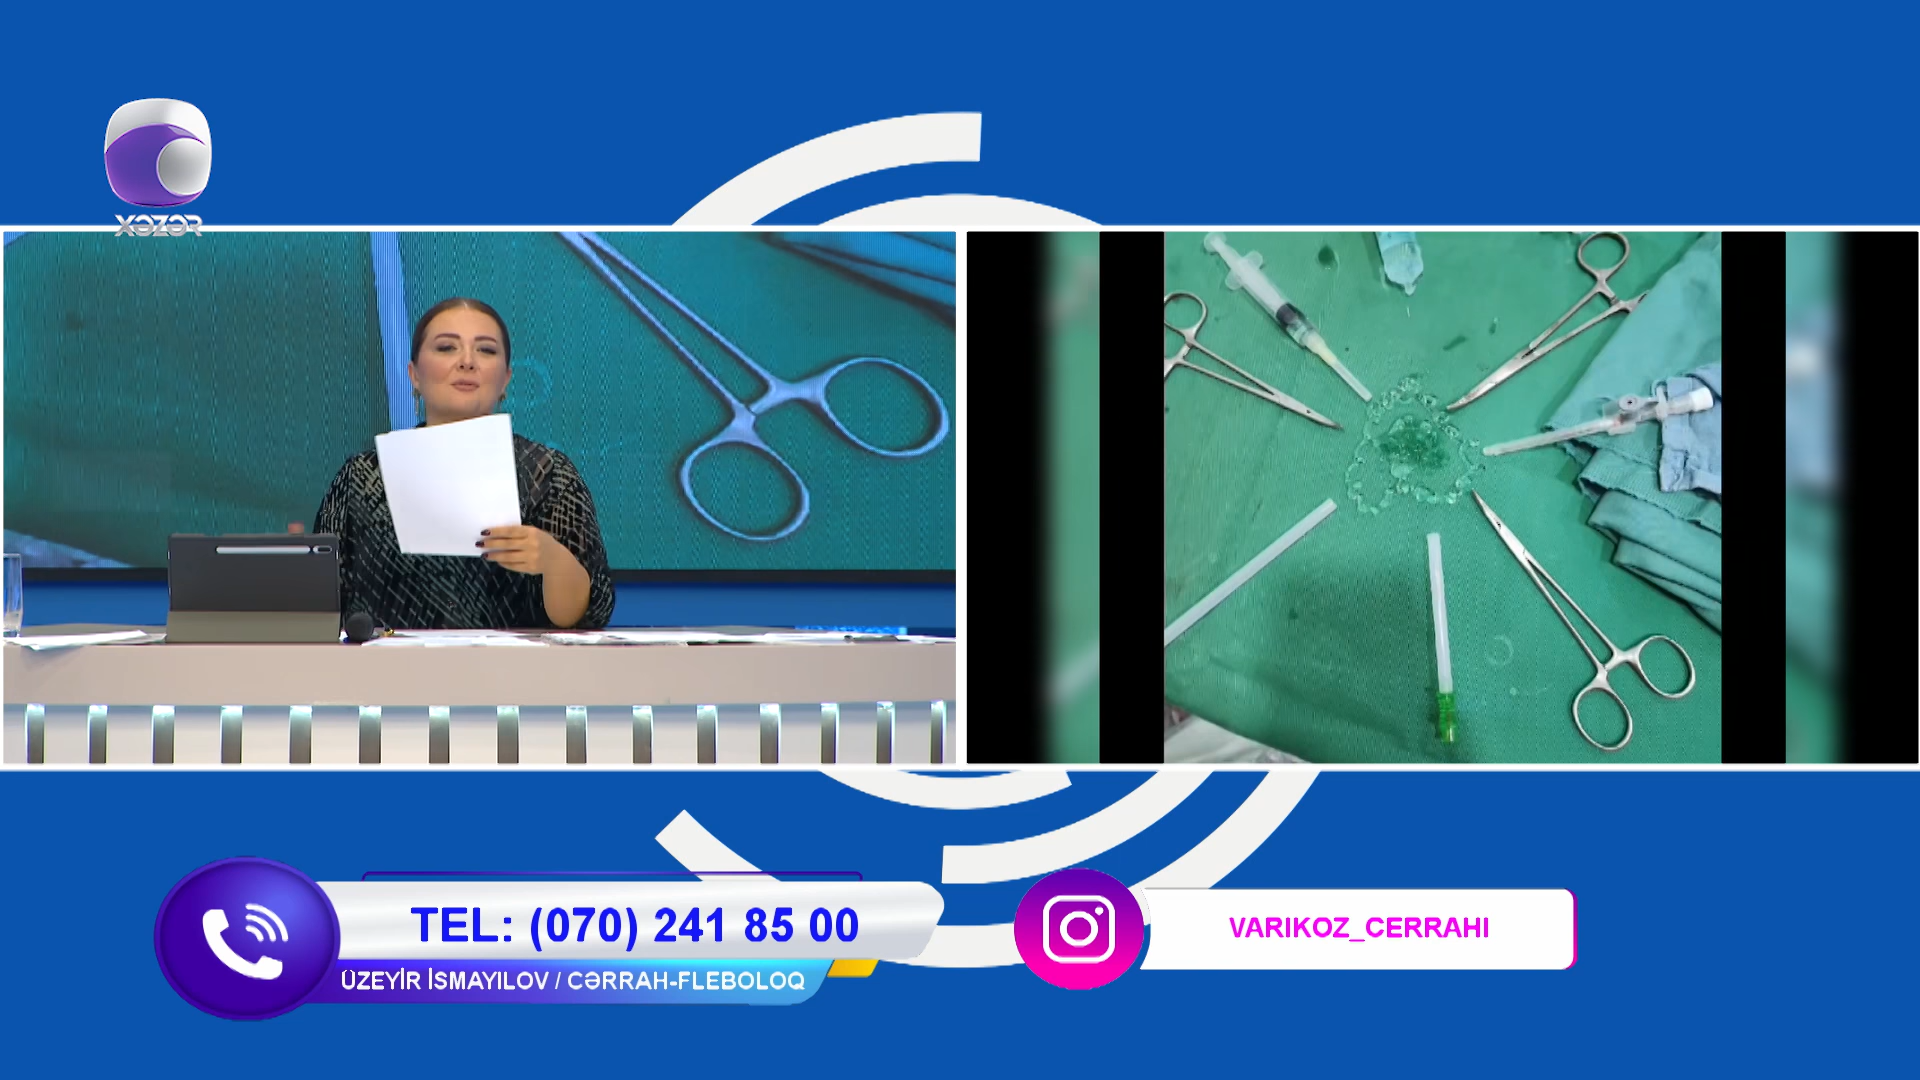 XƏZƏR
TEL: (070) 241 85 00
ÜZEYİR İSMAYILOV / CƏRRAH-FLEBOLOQ
VARIKOZ_CERRAHI